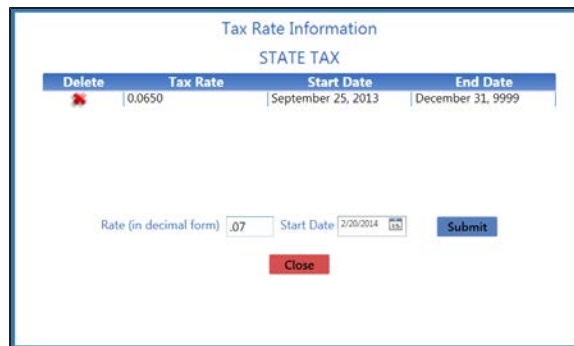 Tax Rate Information
STATE TAX
Delete Tax Rate Start Date End Date
0.0650 September 25, 2013 December 31, 9999
Rate (in decimal form) .07 Start Date 2/20/2014 15 Submit
Close